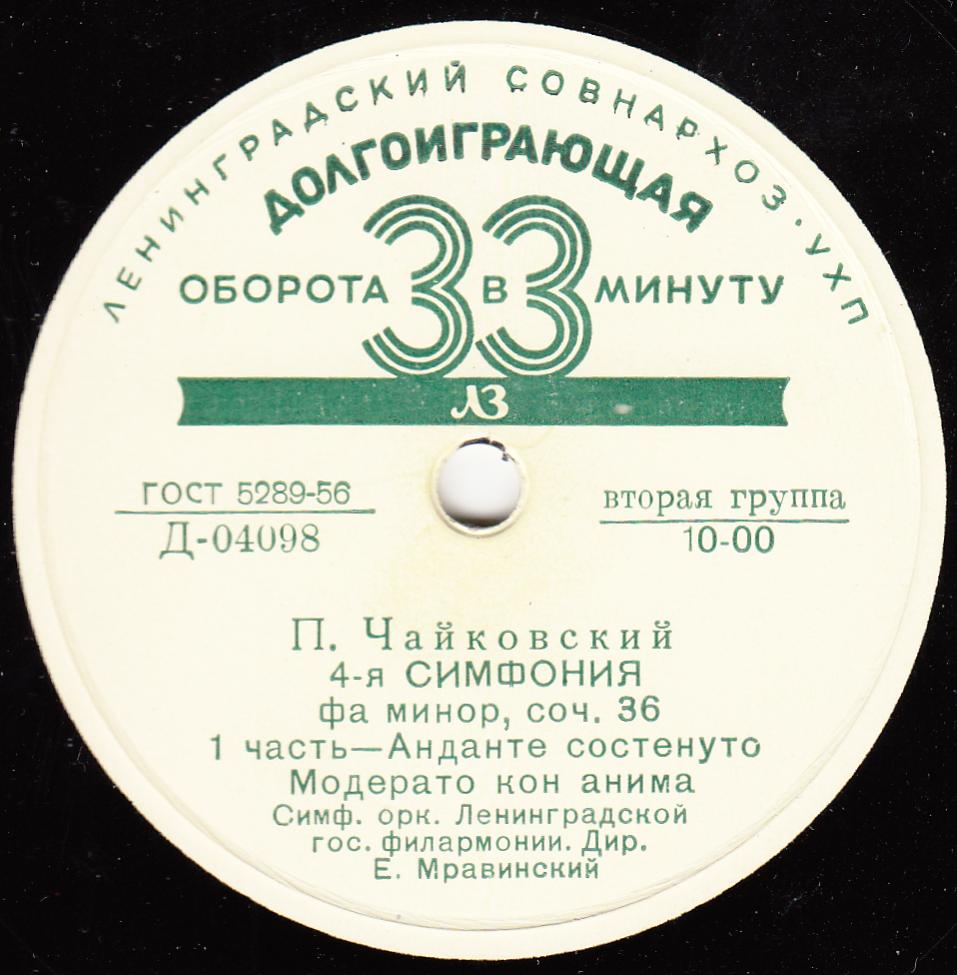 ЛЕНИНГРАДСКИЙ СОВНАРХОЗ · УХП
ДОЛГОИГРАЮЩАЯ
33
ОБОРОТА В МИНУТУ
ЛЗ
ГОСТ 5289-56
Д-04098
вторая группа
10-00
П. Чайковский
4-я СИМФОНИЯ
фа минор, соч. 36
1 часть—Анданте состенуто
Модерато кон анима
Симф. орк. Ленинградской
гос. филармонии. Дир.
Е. Мравинский